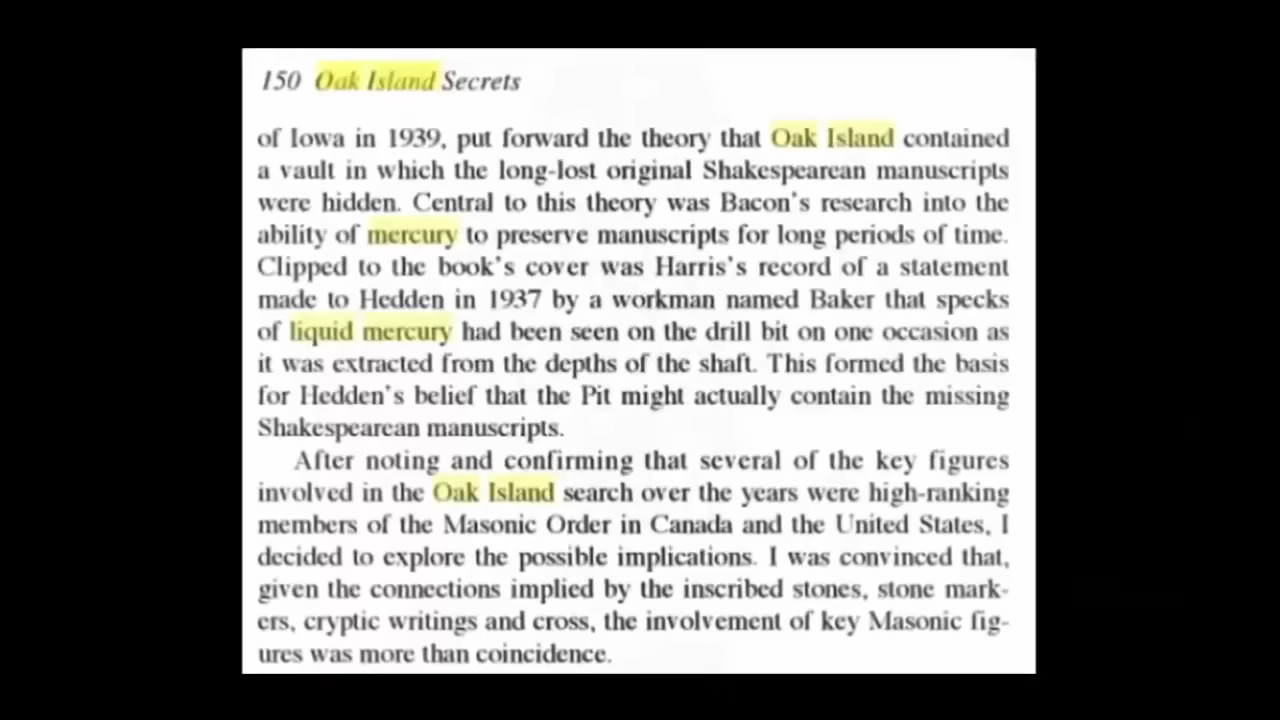 150 Oak Island Secrets
of Iowa in 1939, put forward the theory that Oak Island contained
a vault in which the long-lost original Shakespearean manuscripts
were hidden. Central to this theory was Bacon's research into the
ability of mercury to preserve manuscripts for long periods of time.
Clipped to the book's cover was Harris's record of a statement
made to Hedden in 1937 by a workman named Baker that specks
of liquid mercury had been seen on the drill bit on one occasion as
it was extracted from the depths of the shaft. This formed the basis
for Hedden's belief that the Pit might actually contain the missing
Shakespearean manuscripts.
After noting and confirming that several of the key figures
involved in the Oak Island search over the years were high-ranking
members of the Masonic Order in Canada and the United States, I
decided to explore the possible implications. I was convinced that,
given the connections implied by the inscribed stones, stone mark-
ers, cryptic writings and cross, the involvement of key Masonic fig-
ures was more than coincidence.